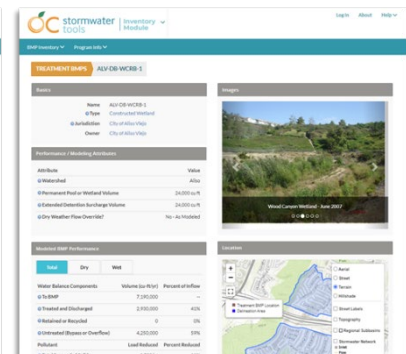 OC stormwater tools | Inventory Module
Log In About Help
BMP Inventory Program Info
TREATMENT BMPS ALV-DB-WCRB-1
Basics
Name ALV-DB-WCRB-1
Type Constructed Wetland
Jurisdiction City of Aliso Viejo
Owner City of Aliso Viejo
Performance / Modeling Attributes
Attribute Value
Watershed Aliso
Permanent Pool or Wetland Volume 24,000 cu ft
Extended Detention Surcharge Volume 24,000 cu ft
Dry Weather Flow Override? No - As Modeled
Modeled BMP Performance
Total Dry Wet
Water Balance Components Volume (cu ft/yr) Percent of Inflow
To BMP 7,190,000 --
Treated and Discharged 2,930,000 41%
Retained or Recycled 0 0%
Untreated (Bypass or Overflow) 4,250,000 59%
Pollutant Load Reduced Percent Reduced
Images
Wood Canyon Wetland - June 2007
Location
+
-
Treatment BMP Location
Delineation Area
Aerial
Street
Terrain
Hillshade
Street Labels
Topography
Regional Subbasins
Stormwater Network